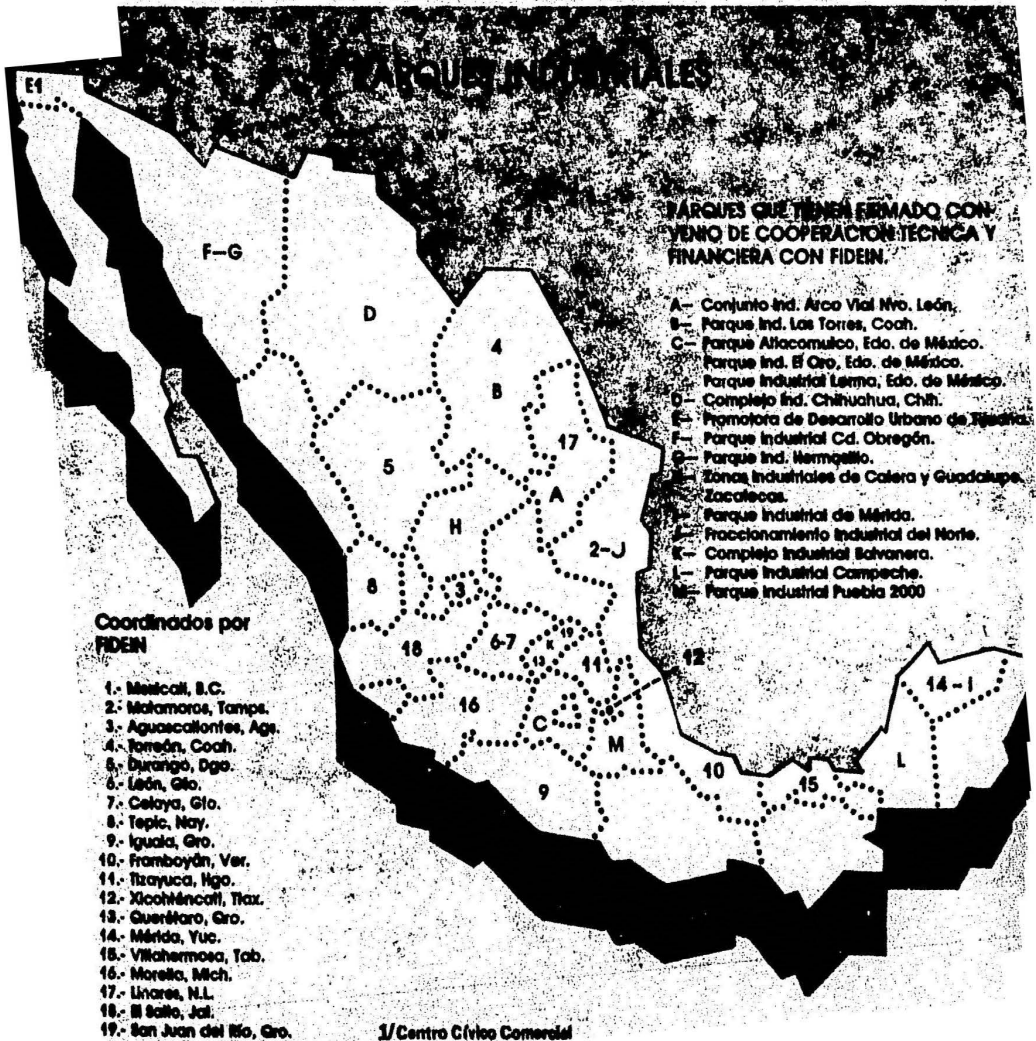 PARQUES INDUSTRIALES
E1
F-G
D
4
B
17
5
A
H
2-J
8
3
18
6-7
19
K
13
11
12
16
C
M
9
10
15
14-I
L
PARQUES QUE TIENEN FIRMADO CON-
VENIO DE COOPERACION TECNICA Y
FINANCIERA CON FIDEIN.
A- Conjunto Ind. Arco Vial Nvo. León.
B- Parque Ind. Las Torres, Coah.
C- Parque Atlacomulco, Edo. de México.
Parque Ind. El Oro, Edo. de México.
Parque Industrial Lerma, Edo. de México.
D- Complejo Ind. Chihuahua, Chih.
E- Promotora de Desarrollo Urbano de Tijuana.
F- Parque Industrial Cd. Obregón.
G- Parque Ind. Hermosillo.
Zonas Industriales de Calera y Guadalupe,
Zacatecas.
Parque Industrial de Mérida.
J- Fraccionamiento Industrial del Norte.
K- Complejo Industrial Balvanera.
L- Parque Industrial Campeche.
M- Parque Industrial Puebla 2000
Coordinados por
FIDEIN
1.- Mexicali, B.C.
2.- Matamoros, Tamps.
3.- Aguascalientes, Ags.
4.- Torreón, Coah.
5.- Durango, Dgo.
6.- León, Gto.
7.- Celaya, Gto.
8.- Tepic, Nay.
9.- Iguala, Gro.
10.- Framboyán, Ver.
11.- Tizayuca, Hgo.
12.- Xicohténcatl, Tlax.
13.- Querétaro, Qro.
14.- Mérida, Yuc.
15.- Villahermosa, Tab.
16.- Morelia, Mich.
17.- Linares, N.L.
18.- El Salto, Jal.
19.- San Juan del Río, Qro.
1/ Centro Cívico Comercial